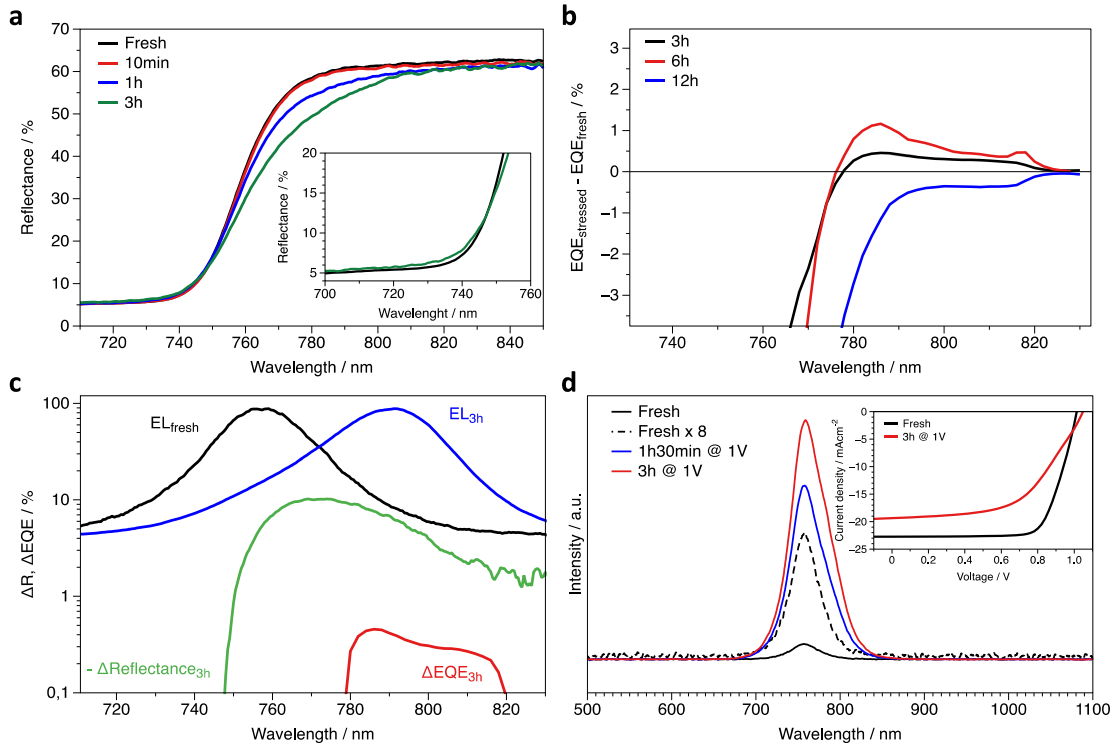 a
70
60
50
40
30
20
10
0
Reflectance / %
Fresh
10min
1h
3h
20
15
10
5
Reflectance / %
700
720
740
760
Wavelenght / nm
720
740
760
780
800
820
840
Wavelength / nm
b
3
2
1
0
−1
−2
−3
EQEstressed - EQEfresh / %
3h
6h
12h
740
760
780
800
820
Wavelength / nm
c
100
10
1
0,1
ΔR, ΔEQE / %
ELfresh
EL3h
- ΔReflectance3h
ΔEQE3h
720
740
760
780
800
820
Wavelength / nm
d
Intensity / a.u.
Fresh
Fresh x 8
1h30min @ 1V
3h @ 1V
0
−5
−10
−15
−20
−25
Current density / mAcm-2
Fresh
3h @ 1V
0
0.2
0.4
0.6
0.8
1.0
Voltage / V
500
600
700
800
900
1000
1100
Wavelength / nm